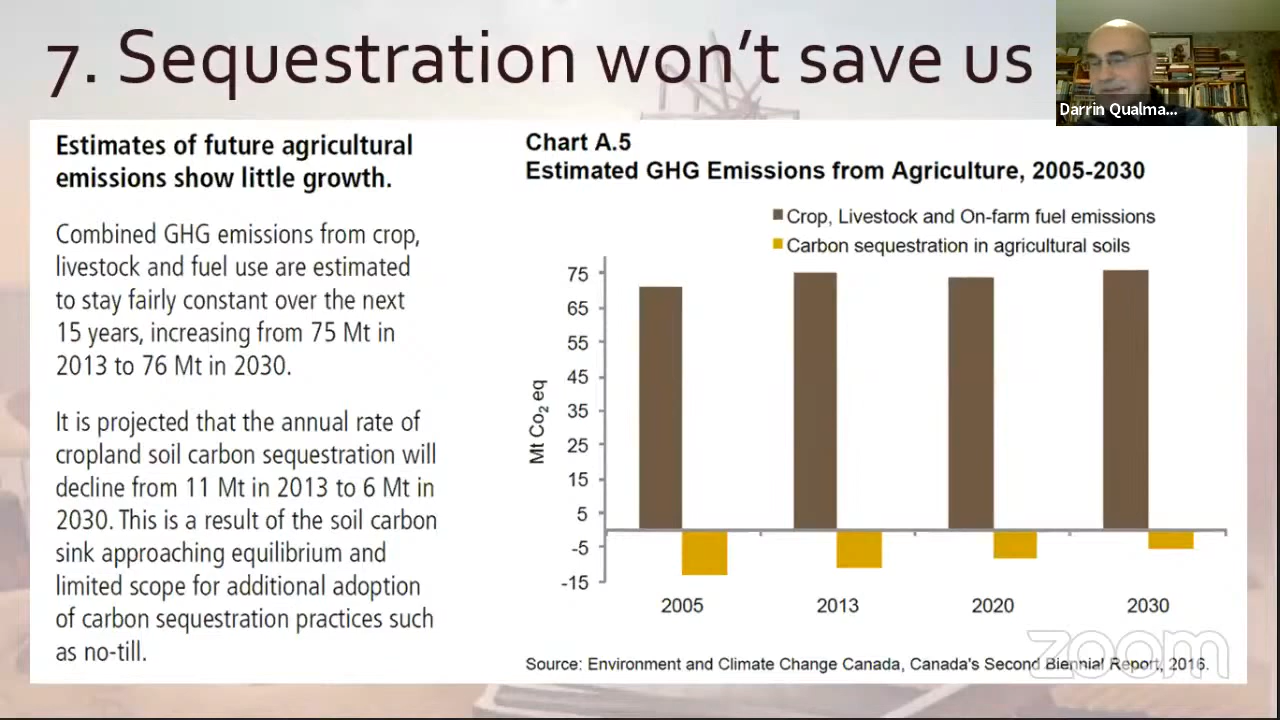 7. Sequestration won't save us
Darrin Qualma...
Estimates of future agricultural
emissions show little growth.
Combined GHG emissions from crop,
livestock and fuel use are estimated
to stay fairly constant over the next
15 years, increasing from 75 Mt in
2013 to 76 Mt in 2030.
It is projected that the annual rate of
cropland soil carbon sequestration will
decline from 11 Mt in 2013 to 6 Mt in
2030. This is a result of the soil carbon
sink approaching equilibrium and
limited scope for additional adoption
of carbon sequestration practices such
as no-till.
Chart A.5
Estimated GHG Emissions from Agriculture, 2005-2030
Crop, Livestock and On-farm fuel emissions
Carbon sequestration in agricultural soils
Mt Co₂ eq
75
65
55
45
35
25
15
5
-5
-15
2005 2013 2020 2030
Source: Environment and Climate Change Canada, Canada's Second Biennial Report, 2016.
zoom